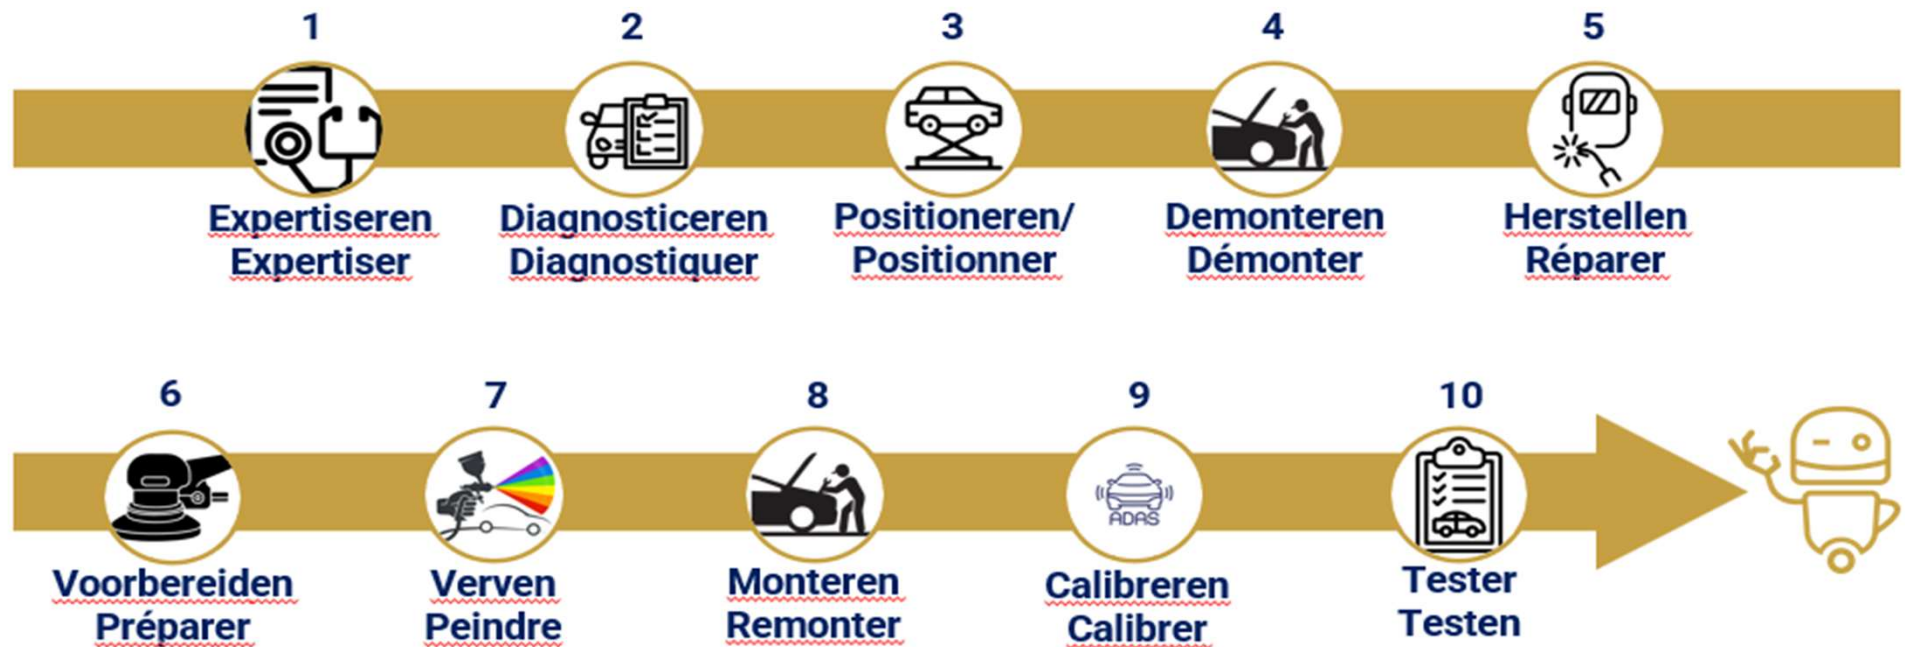 1
2
3
4
5
Expertiseren
Expertiser
Diagnosticeren
Diagnostiquer
Positioneren/
Positionner
Demonteren
Démonter
Herstellen
Réparer
6
7
8
9
10
ADAS
Voorbereiden
Préparer
Verven
Peindre
Monteren
Remonter
Calibreren
Calibrer
Tester
Testen